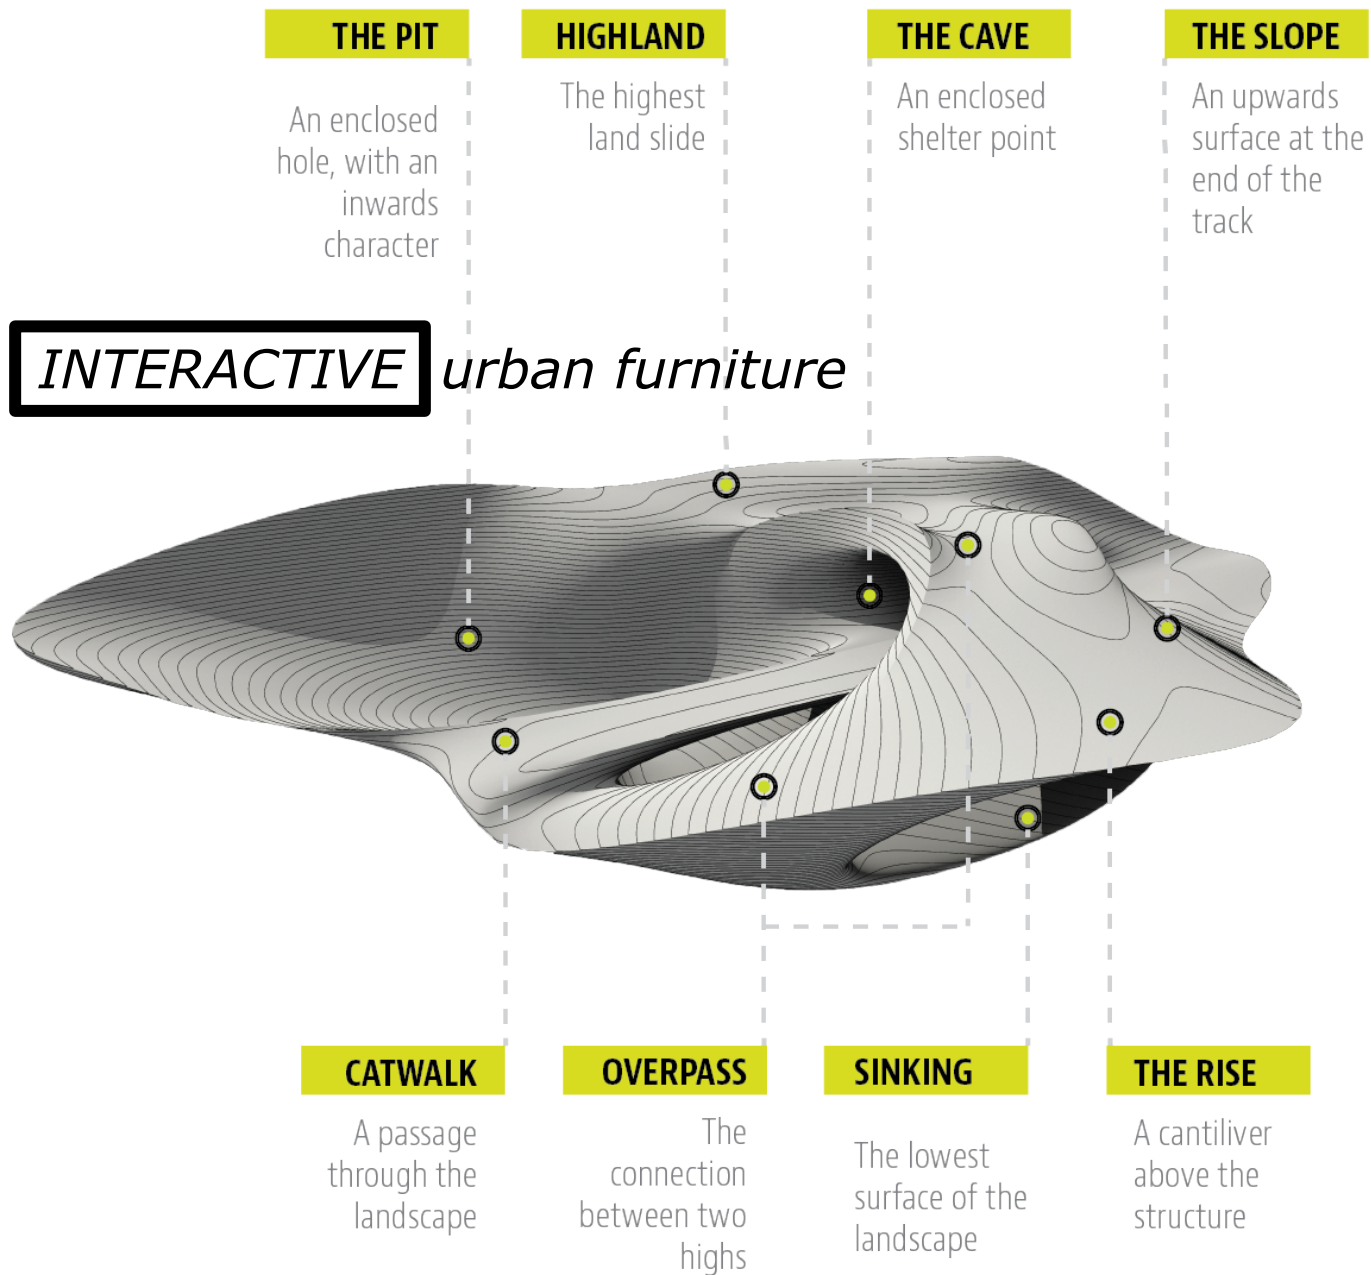 THE PIT
An enclosed
hole, with an
inwards
character
HIGHLAND
The highest
land slide
THE CAVE
An enclosed
shelter point
THE SLOPE
An upwards
surface at the
end of the
track
INTERACTIVE urban furniture
CATWALK
A passage
through the
landscape
OVERPASS
The
connection
between two
highs
SINKING
The lowest
surface of the
landscape
THE RISE
A cantiliver
above the
structure